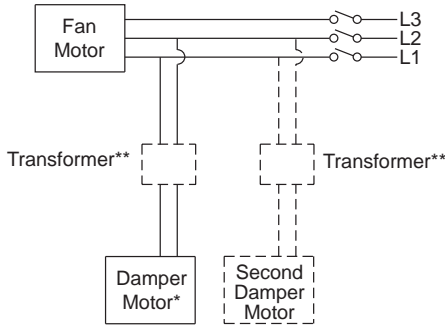 Fan
Motor
L3
L2
L1
Transformer**
Transformer**
Damper
Motor*
Second
Damper
Motor